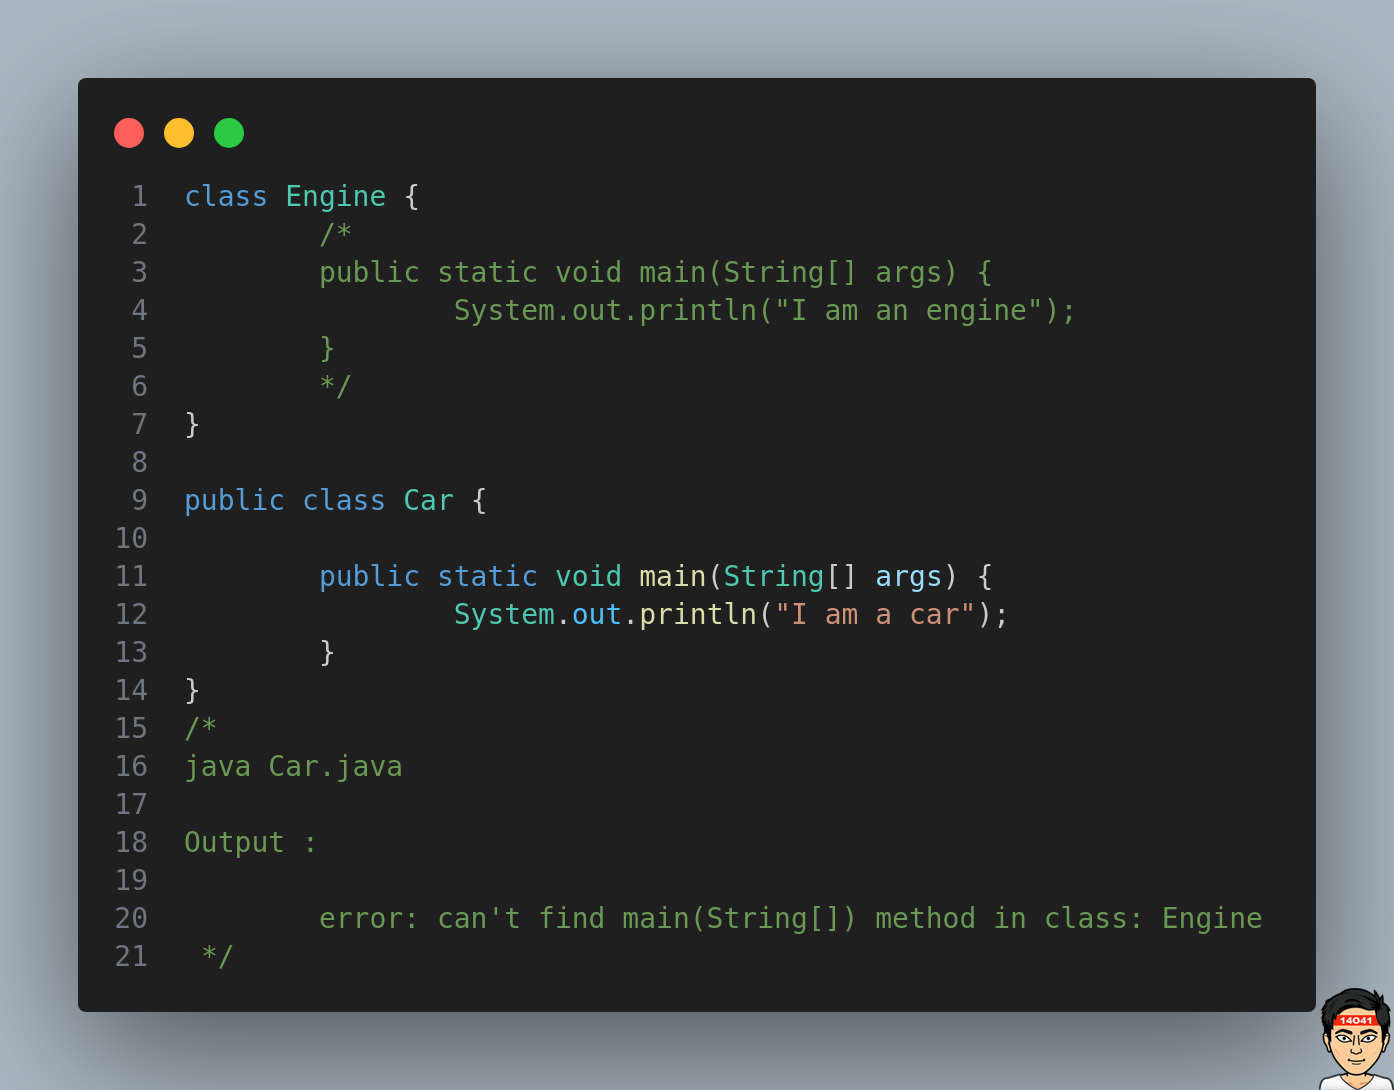 1 class Engine {
2 /*
3 public static void main(String[] args) {
4 System.out.println("I am an engine");
5 }
6 */
7 }
8
9 public class Car {
10
11 public static void main(String[] args) {
12 System.out.println("I am a car");
13 }
14 }
15 /*
16 java Car.java
17
18 Output :
19
20 error: can't find main(String[]) method in class: Engine
21 */
14041